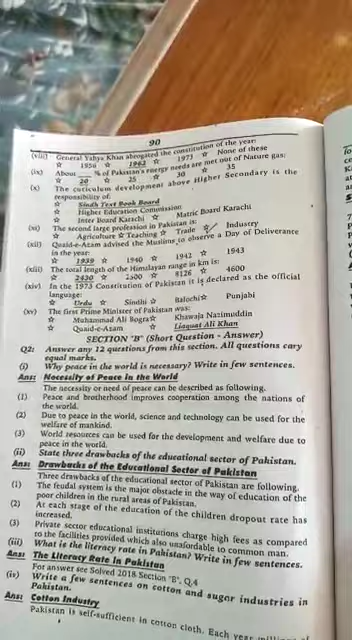 90
(viii) General Yahya Khan abrogated the constitution of the year:
☆ 1956 ☆ 1962 ☆ 1973 ☆ None of these
(ix) About ___ % of Pakistan's energy needs are met out of Nature gas:
☆ 20 ☆ 25 ☆ 30 ☆ 35
(x) The curiculum development above Higher Secondary is the
responsibility of:
☆ Sindh Text Book Board
☆ Higher Education Commission
☆ Inter Board Karachi ☆ Matric Board Karachi
(xi) The second large profession in Pakistan is:
☆ Agriculture ☆ Teaching ☆ Trade ☆ Industry
(xii) Quaid-e-Azam advised the Muslims to observe a Day of Deliverance
in the year:
☆ 1939 ☆ 1940 ☆ 1942 ☆ 1943
(xiii) The total length of the Himalayan range in km is:
☆ 2430 ☆ 2500 ☆ 8126 ☆ 4600
(xiv) In the 1973 Constitution of Pakistan it is declared as the official
language:
☆ Urdu ☆ Sindhi ☆ Balochi ☆ Punjabi
(xv) The first Prime Minister of Pakistan was:
☆ Muhammad Ali Bogra ☆ Khawaja Nazimuddin
☆ Quaid-e-Azam ☆ Liaquat Ali Khan
SECTION "B" (Short Question - Answer)
Q2: Answer any 12 questions from this section. All questions cary
equal marks.
(i) Why peace in the world is necessary? Write in few sentences.
Ans: Necessity of Peace in the World
The necessity or need of peace can be described as following.
(1) Peace and brotherhood improves cooperation among the nations of
the world.
(2) Due to peace in the world, science and technology can be used for the
welfare of mankind.
(3) World resources can be used for the development and welfare due to
peace in the world.
(ii) State three drawbacks of the educational sector of Pakistan.
Ans: Drawbacks of the Educational Sector of Pakistan
Three drawbacks of the educational sector of Pakistan are following.
(1) The feudal system is the major obstacle in the way of education of the
poor children in the rural areas of Pakistan.
(2) At each stage of the education of the children dropout rate has
increased.
(3) Private sector educational institutions charge high fees as compared
to the facilities provided which also unaffordable to common man.
(iii) What is the literacy rate in Pakistan? Write in few sentences.
Ans: The Literacy Rate in Pakistan
For answer see Solved 2018 Section "B", Q.4
(iv) Write a few sentences on cotton and sugar industries in
Pakistan.
Ans: Cotton Industry
Pakistan is self-sufficient in cotton cloth. Each year